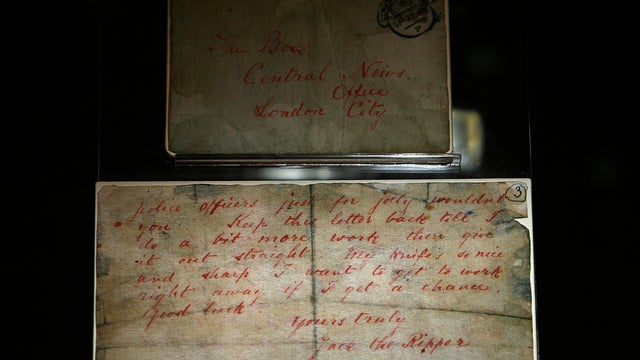 The Boss
Central News
Office
London City
3
police officers just for jolly wouldnt
you Keep this letter back till I
do a bit more work then give
it out straight My knife's so nice
and sharp I want to get to work
right away if I get a chance.
Good luck
Yours truly
Jack the Ripper